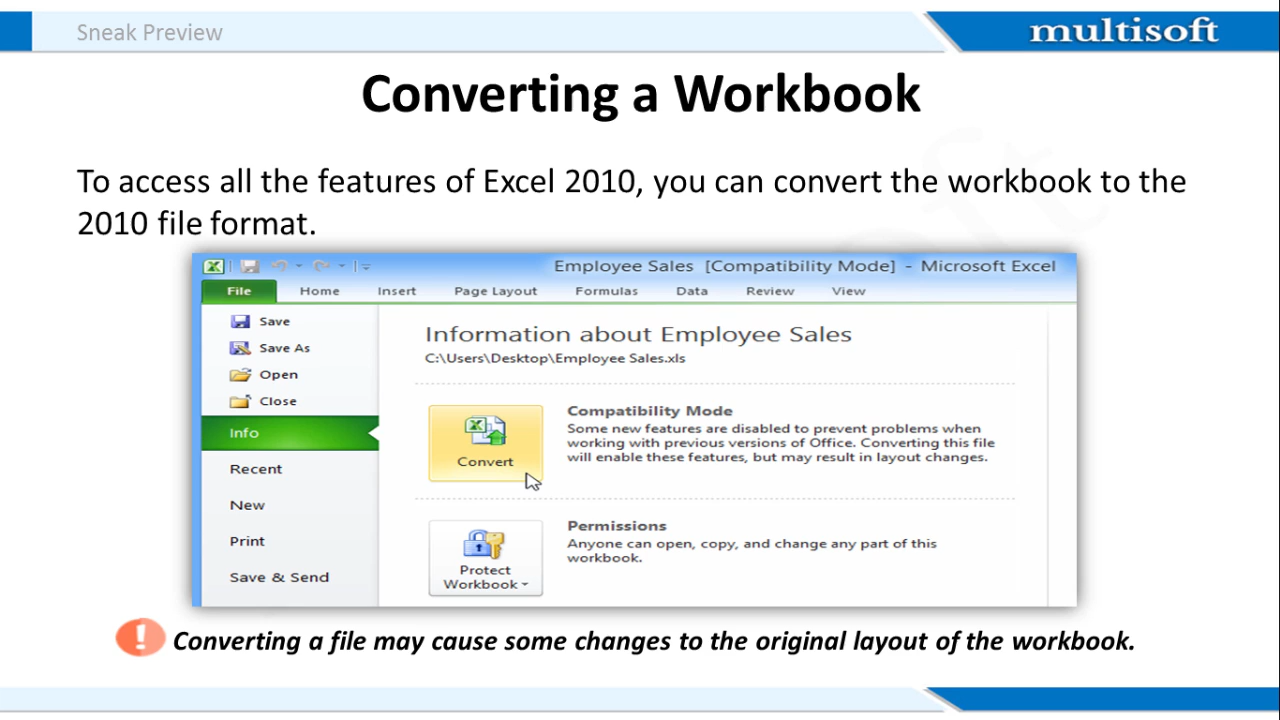 Sneak Preview
multisoft
Converting a Workbook
To access all the features of Excel 2010, you can convert the workbook to the
2010 file format.
Employee Sales [Compatibility Mode] - Microsoft Excel
File Home Insert Page Layout Formulas Data Review View
Save
Save As
Open
Close
Info
Recent
New
Print
Save & Send
Information about Employee Sales
C:\Users\Desktop\Employee Sales.xls
Convert
Compatibility Mode
Some new features are disabled to prevent problems when
working with previous versions of Office. Converting this file
will enable these features, but may result in layout changes.
Protect
Workbook
Permissions
Anyone can open, copy, and change any part of this
workbook.
! Converting a file may cause some changes to the original layout of the workbook.